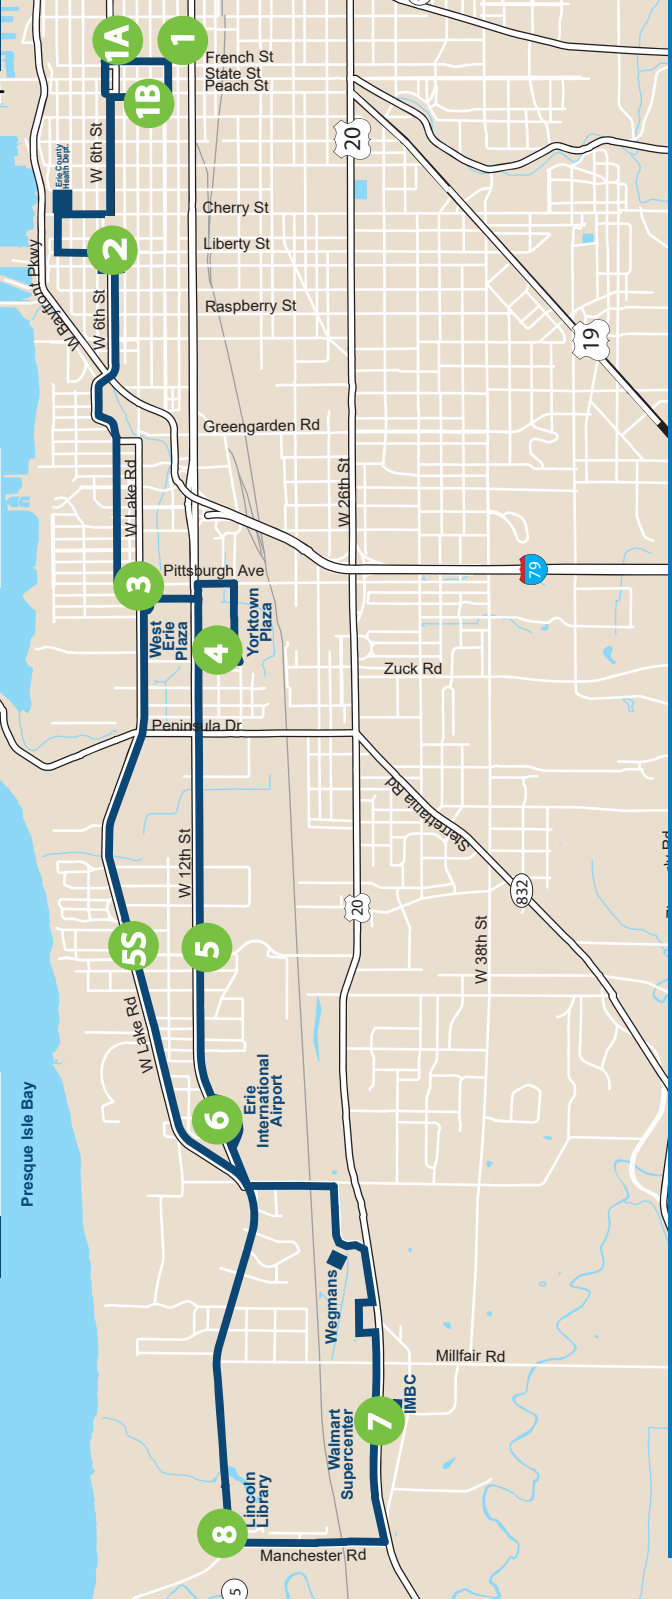 1A
1
French St
State St
Peach St
1B
W 6th St
20
Erie County
Health Dept.
Cherry St
2
Liberty St
W Bayfront Pkwy
W 6th St
Raspberry St
19
Greengarden Rd
W Lake Rd
W 26th St
Pittsburgh Ave
79
3
West
Erie
Plaza
4
Yorktown
Plaza
Zuck Rd
Peninsula Dr
Sterrettania Rd
W 12th St
832
20
5S
5
W 38th St
W Lake Rd
Presque Isle Bay
6
Erie
International
Airport
Wegmans
Millfair Rd
7
IMBC
Walmart
Supercenter
8
Lincoln
Library
Manchester Rd
5